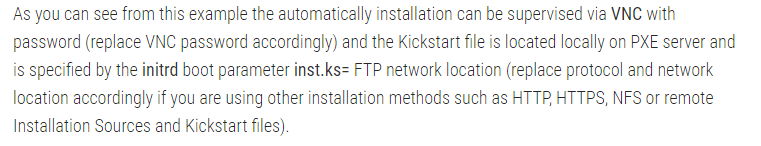 As you can see from this example the automatically installation can be supervised via VNC with
password (replace VNC password accordingly) and the Kickstart file is located locally on PXE server and
is specified by the initrd boot parameter inst.ks= FTP network location (replace protocol and network
location accordingly if you are using other installation methods such as HTTP, HTTPS, NFS or remote
Installation Sources and Kickstart files).